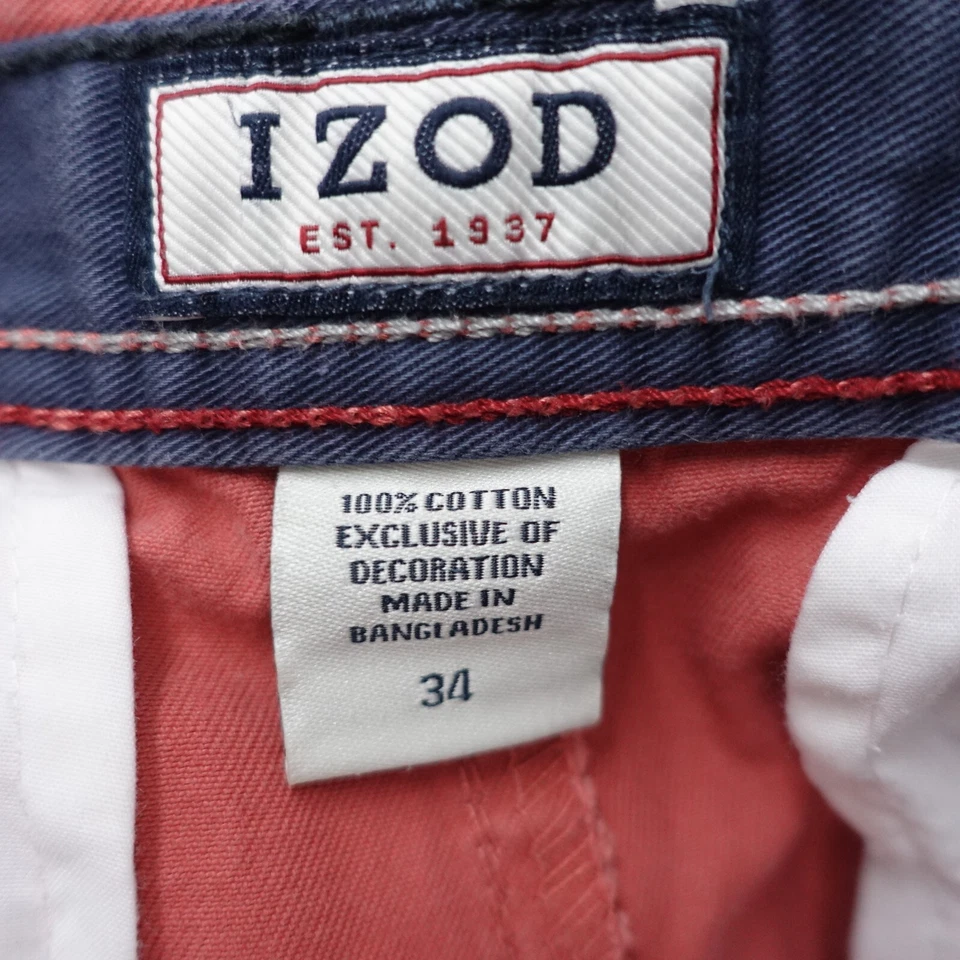 IZOD
EST. 1937
100% COTTON
EXCLUSIVE OF
DECORATION
MADE IN
BANGLADESH
34